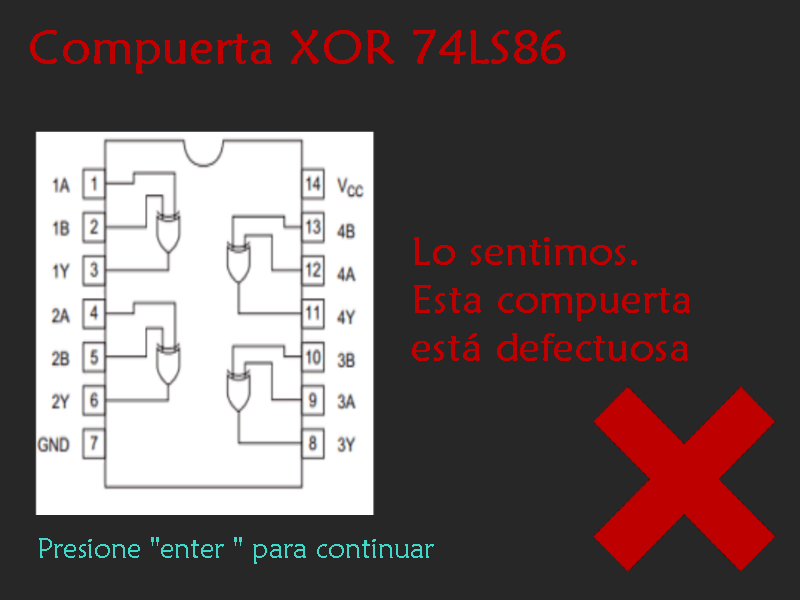 Compuerta XOR 74LS86
1A 1 14 VCC
1B 2 13 4B
1Y 3 12 4A
2A 4 11 4Y
2B 5 10 3B
2Y 6 9 3A
GND 7 8 3Y
Lo sentimos.
Esta compuerta
está defectuosa
Presione "enter " para continuar